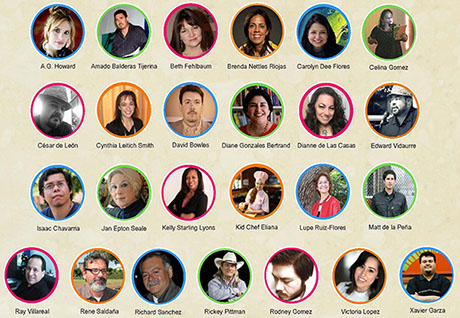 A.G. Howard Amado Balderas Tijerina Beth Fehlbaum Brenda Nettles Riojas Carolyn Dee Flores Celina Gomez
César de León Cynthia Leitich Smith David Bowles Diane Gonzales Bertrand Dianne de Las Casas Edward Vidaurre
Isaac Chavarria Jan Epton Seale Kelly Starling Lyons Kid Chef Eliana Lupe Ruiz-Flores Matt de la Peña
Ray Villareal Rene Saldaña Richard Sanchez Rickey Pittman Rodney Gomez Victoria Lopez Xavier Garza